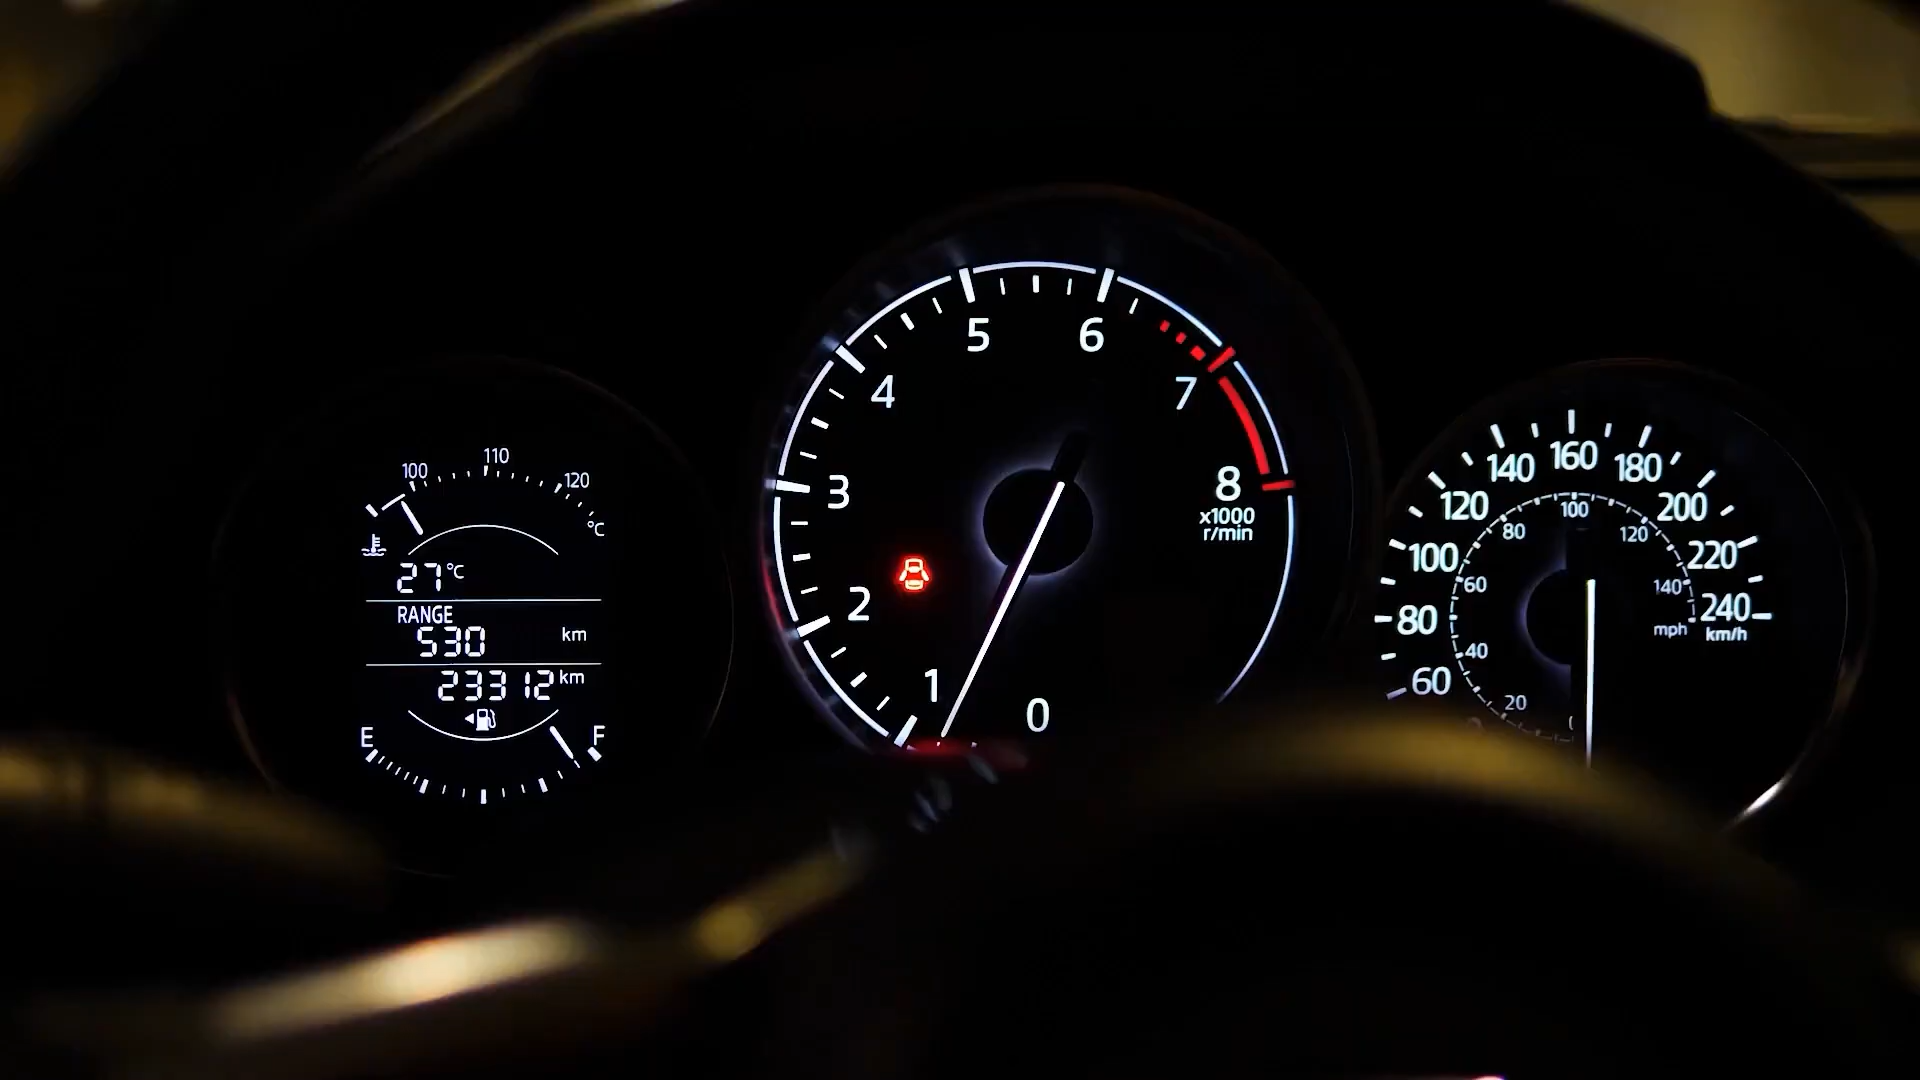 100 110 120
°C
27 °C
RANGE
530 km
23312 km
E F
0
1
2
3
4
5
6
7
8
x1000
r/min
60
80
100
120
140
160
180
200
220
240
km/h
20
40
60
80
100
120
140
mph